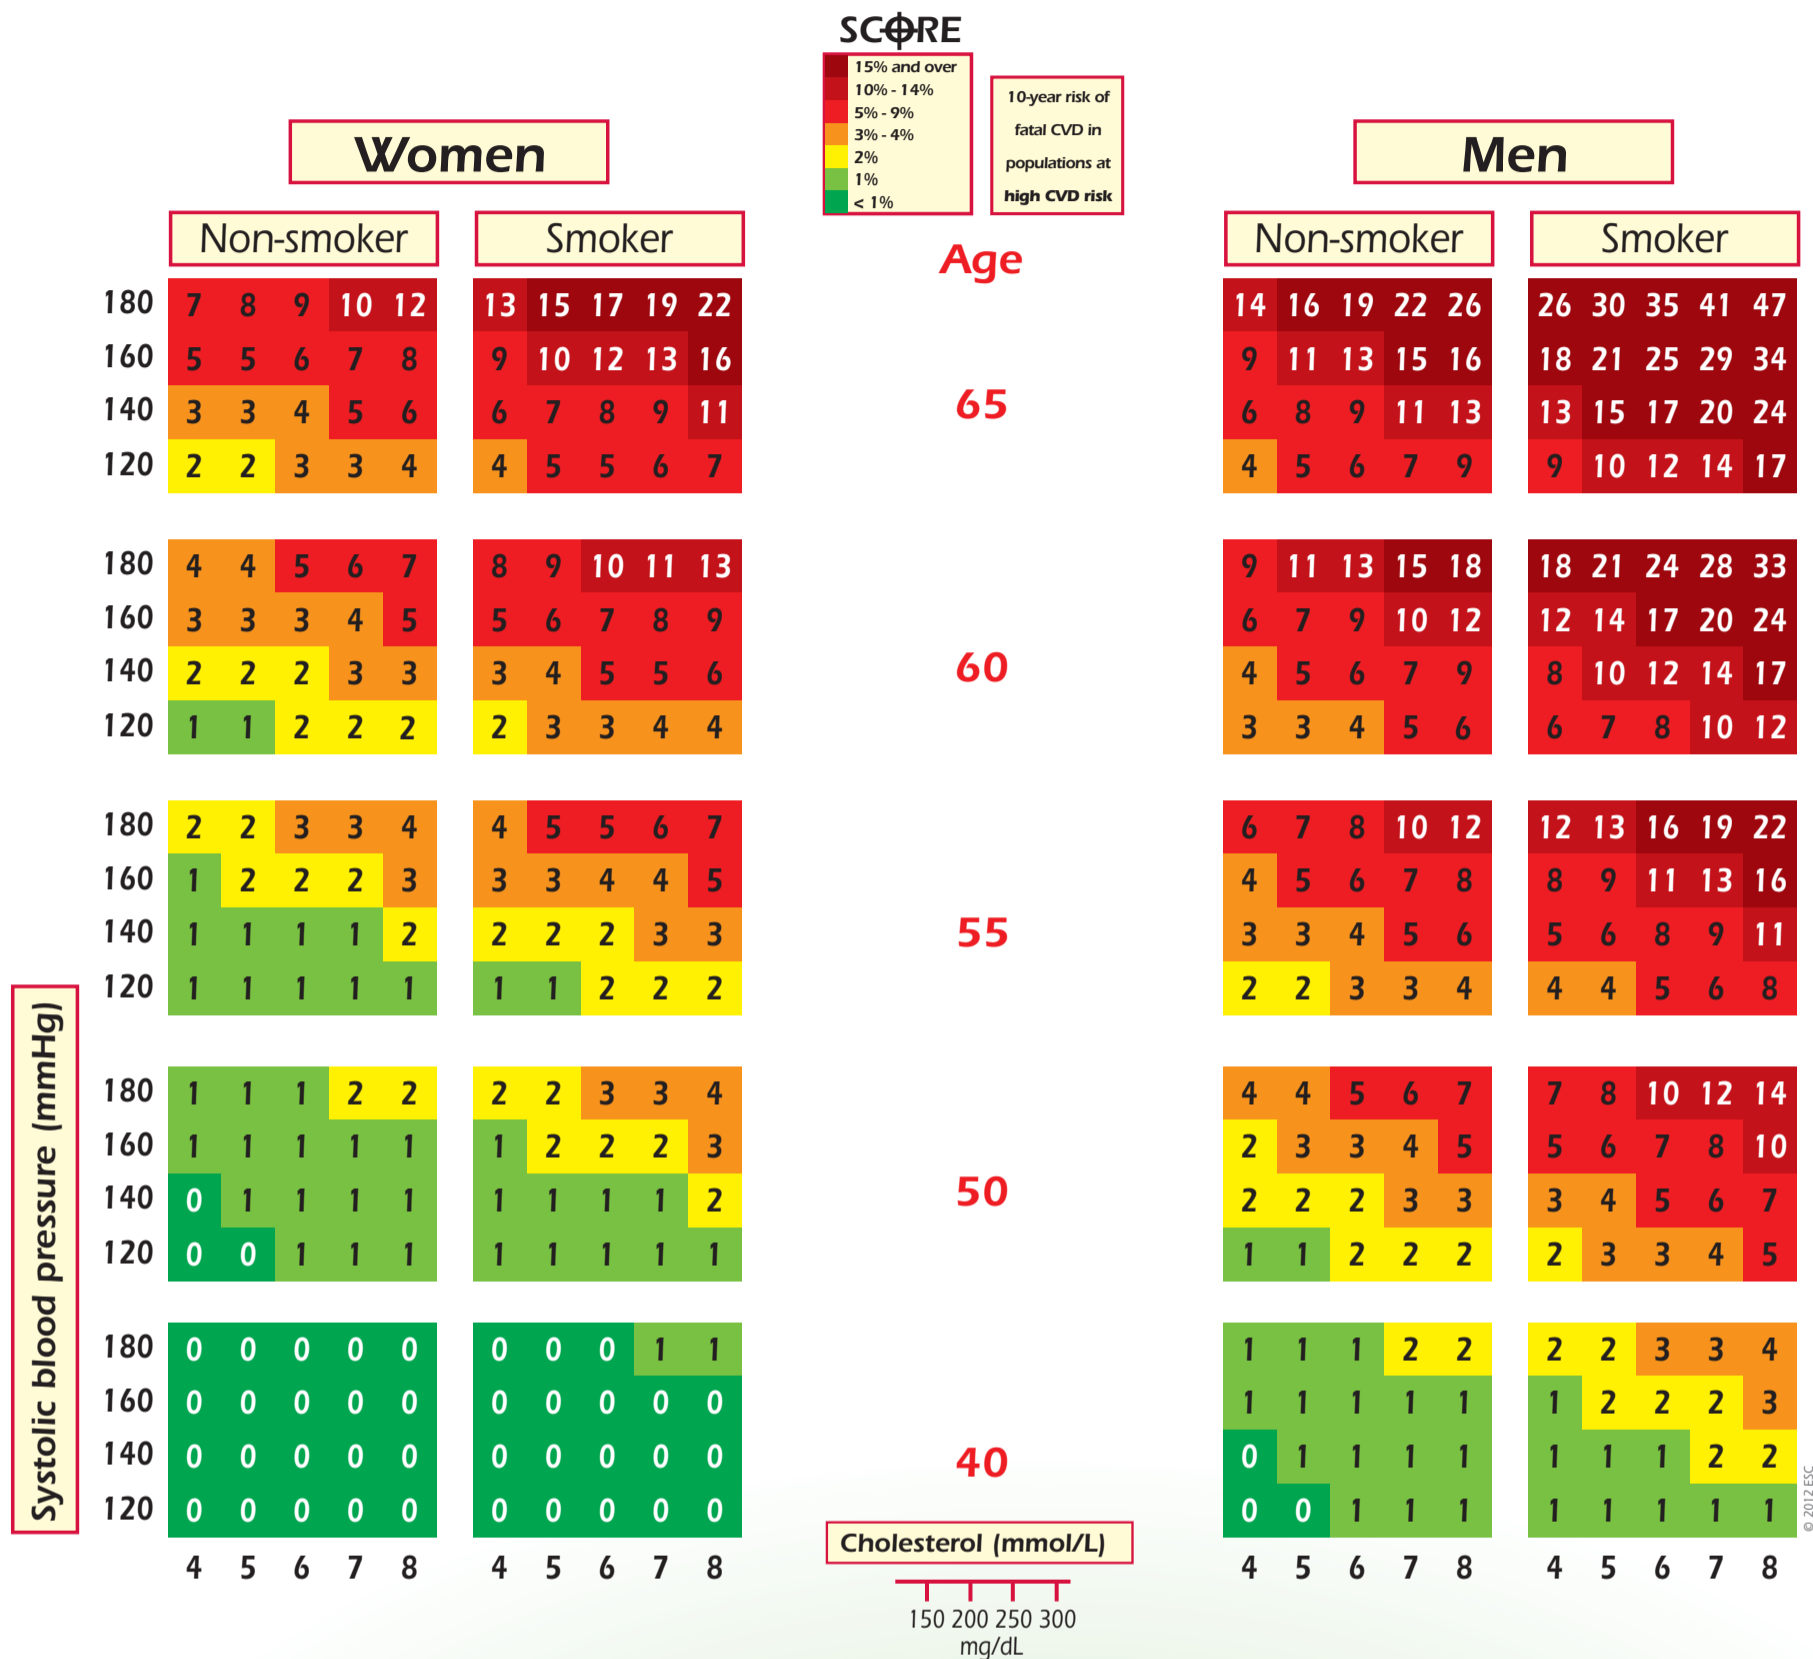 SCORE
15% and over
10% - 14%
5% - 9%
3% - 4%
2%
1%
< 1%
10-year risk of
fatal CVD in
populations at
high CVD risk
Women
Men
Non-smoker Smoker Age Non-smoker Smoker
180 7 8 9 10 12 13 15 17 19 22 14 16 19 22 26 26 30 35 41 47
160 5 5 6 7 8 9 10 12 13 16 9 11 13 15 16 18 21 25 29 34
65
140 3 3 4 5 6 6 7 8 9 11 6 8 9 11 13 13 15 17 20 24
120 2 2 3 3 4 4 5 5 6 7 4 5 6 7 9 9 10 12 14 17
180 4 4 5 6 7 8 9 10 11 13 9 11 13 15 18 18 21 24 28 33
160 3 3 3 4 5 5 6 7 8 9 6 7 9 10 12 12 14 17 20 24
60
140 2 2 2 3 3 3 4 5 5 6 4 5 6 7 9 8 10 12 14 17
120 1 1 2 2 2 2 3 3 4 4 3 3 4 5 6 6 7 8 10 12
180 2 2 3 3 4 4 5 5 6 7 6 7 8 10 12 12 13 16 19 22
160 1 2 2 2 3 3 3 4 4 5 4 5 6 7 8 8 9 11 13 16
55
140 1 1 1 1 2 2 2 2 3 3 3 3 4 5 6 5 6 8 9 11
120 1 1 1 1 1 1 1 2 2 2 2 2 3 3 4 4 4 5 6 8
180 1 1 1 2 2 2 2 3 3 4 4 4 5 6 7 7 8 10 12 14
160 1 1 1 1 1 1 2 2 2 3 2 3 3 4 5 5 6 7 8 10
50
140 0 1 1 1 1 1 1 1 1 2 2 2 2 3 3 3 4 5 6 7
120 0 0 1 1 1 1 1 1 1 1 1 1 2 2 2 2 3 3 4 5
180 0 0 0 0 0 0 0 0 1 1 1 1 1 2 2 2 2 3 3 4
160 0 0 0 0 0 0 0 0 0 0 1 1 1 1 1 1 2 2 2 3
40
140 0 0 0 0 0 0 0 0 0 0 0 1 1 1 1 1 1 1 2 2
120 0 0 0 0 0 0 0 0 0 0 0 0 1 1 1 1 1 1 1 1
4 5 6 7 8 4 5 6 7 8 4 5 6 7 8 4 5 6 7 8
Systolic blood pressure (mmHg)
Cholesterol (mmol/L)
150 200 250 300
mg/dL
© 2012 ESC